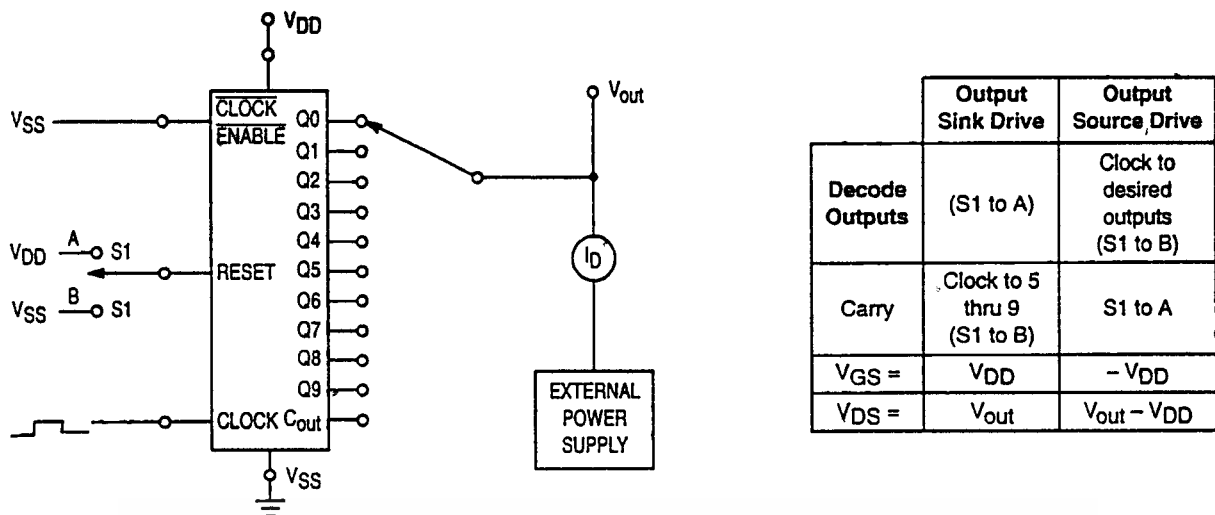 VDD
VSS
CLOCK
ENABLE
Q0
Q1
Q2
Q3
Q4
Q5
Q6
Q7
Q8
Q9
Cout
VDD A S1
RESET
VSS B S1
CLOCK
VSS
Vout
ID
EXTERNAL
POWER
SUPPLY
Output
Sink Drive
Output
Source Drive
Decode
Outputs
(S1 to A)
Clock to
desired
outputs
(S1 to B)
Carry
Clock to 5
thru 9
(S1 to B)
S1 to A
VGS = VDD – VDD
VDS = Vout Vout – VDD